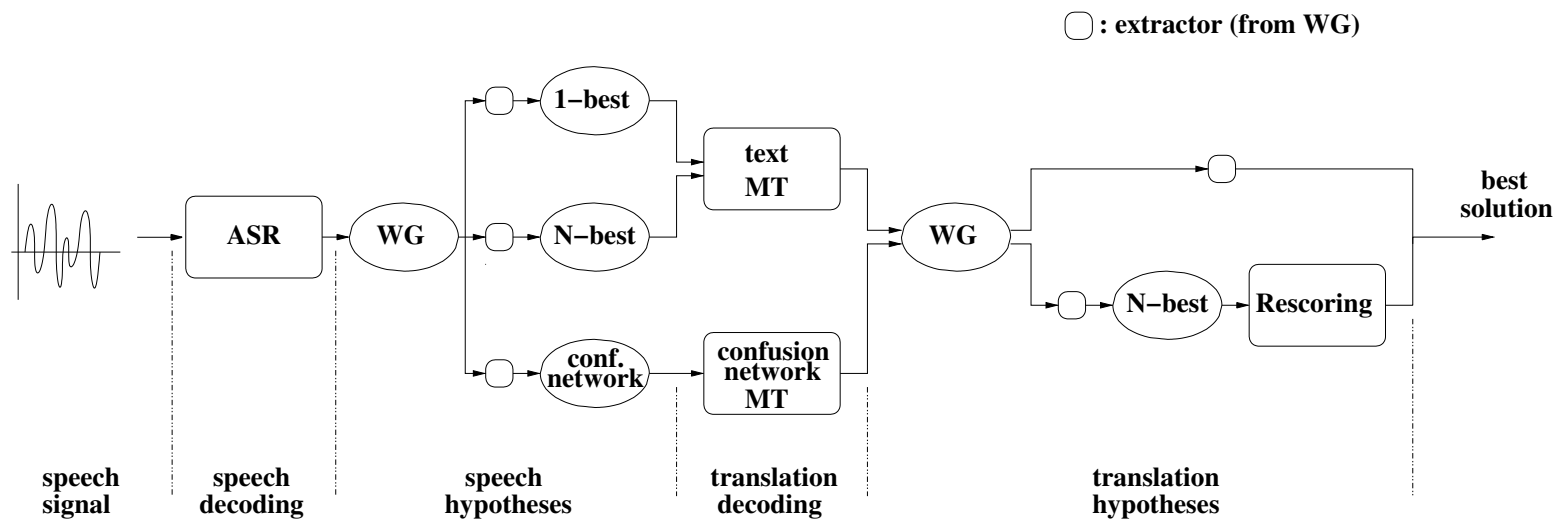 : extractor (from WG)
1−best
text
MT
best
solution
ASR
WG
N−best
WG
N−best
Rescoring
conf.
network
confusion
network
MT
speech
signal
speech
decoding
speech
hypotheses
translation
decoding
translation
hypotheses